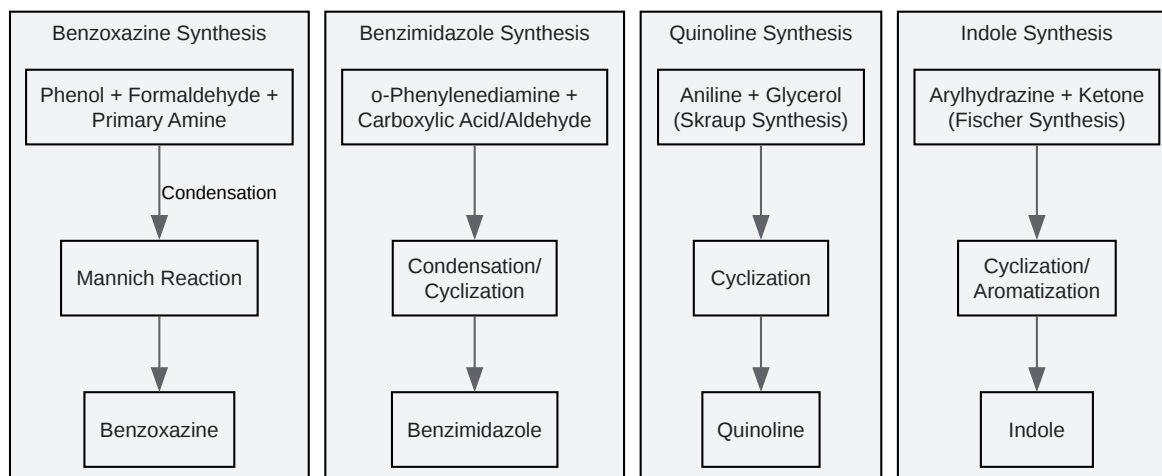 Benzoxazine Synthesis
Phenol + Formaldehyde +
Primary Amine
Condensation
Mannich Reaction
Benzoxazine
Benzimidazole Synthesis
o-Phenylenediamine +
Carboxylic Acid/Aldehyde
Condensation/
Cyclization
Benzimidazole
Quinoline Synthesis
Aniline + Glycerol
(Skraup Synthesis)
Cyclization
Quinoline
Indole Synthesis
Arylhydrazine + Ketone
(Fischer Synthesis)
Cyclization/
Aromatization
Indole